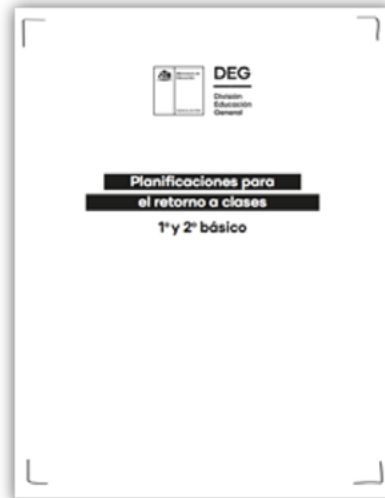 DEG
División
Educación
General
Planificaciones para
el retorno a clases
1° y 2° básico